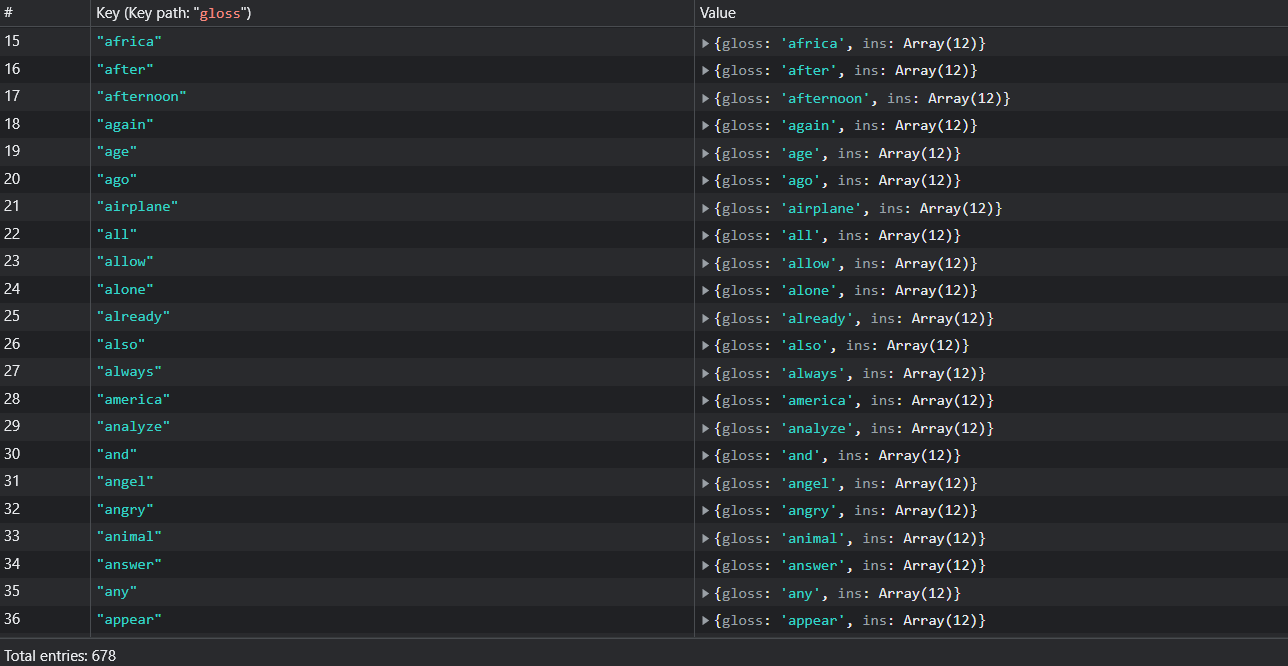 # Key (Key path: "gloss") Value
15 "africa" ▶{gloss: 'africa', ins: Array(12)}
16 "after" ▶{gloss: 'after', ins: Array(12)}
17 "afternoon" ▶{gloss: 'afternoon', ins: Array(12)}
18 "again" ▶{gloss: 'again', ins: Array(12)}
19 "age" ▶{gloss: 'age', ins: Array(12)}
20 "ago" ▶{gloss: 'ago', ins: Array(12)}
21 "airplane" ▶{gloss: 'airplane', ins: Array(12)}
22 "all" ▶{gloss: 'all', ins: Array(12)}
23 "allow" ▶{gloss: 'allow', ins: Array(12)}
24 "alone" ▶{gloss: 'alone', ins: Array(12)}
25 "already" ▶{gloss: 'already', ins: Array(12)}
26 "also" ▶{gloss: 'also', ins: Array(12)}
27 "always" ▶{gloss: 'always', ins: Array(12)}
28 "america" ▶{gloss: 'america', ins: Array(12)}
29 "analyze" ▶{gloss: 'analyze', ins: Array(12)}
30 "and" ▶{gloss: 'and', ins: Array(12)}
31 "angel" ▶{gloss: 'angel', ins: Array(12)}
32 "angry" ▶{gloss: 'angry', ins: Array(12)}
33 "animal" ▶{gloss: 'animal', ins: Array(12)}
34 "answer" ▶{gloss: 'answer', ins: Array(12)}
35 "any" ▶{gloss: 'any', ins: Array(12)}
36 "appear" ▶{gloss: 'appear', ins: Array(12)}
Total entries: 678